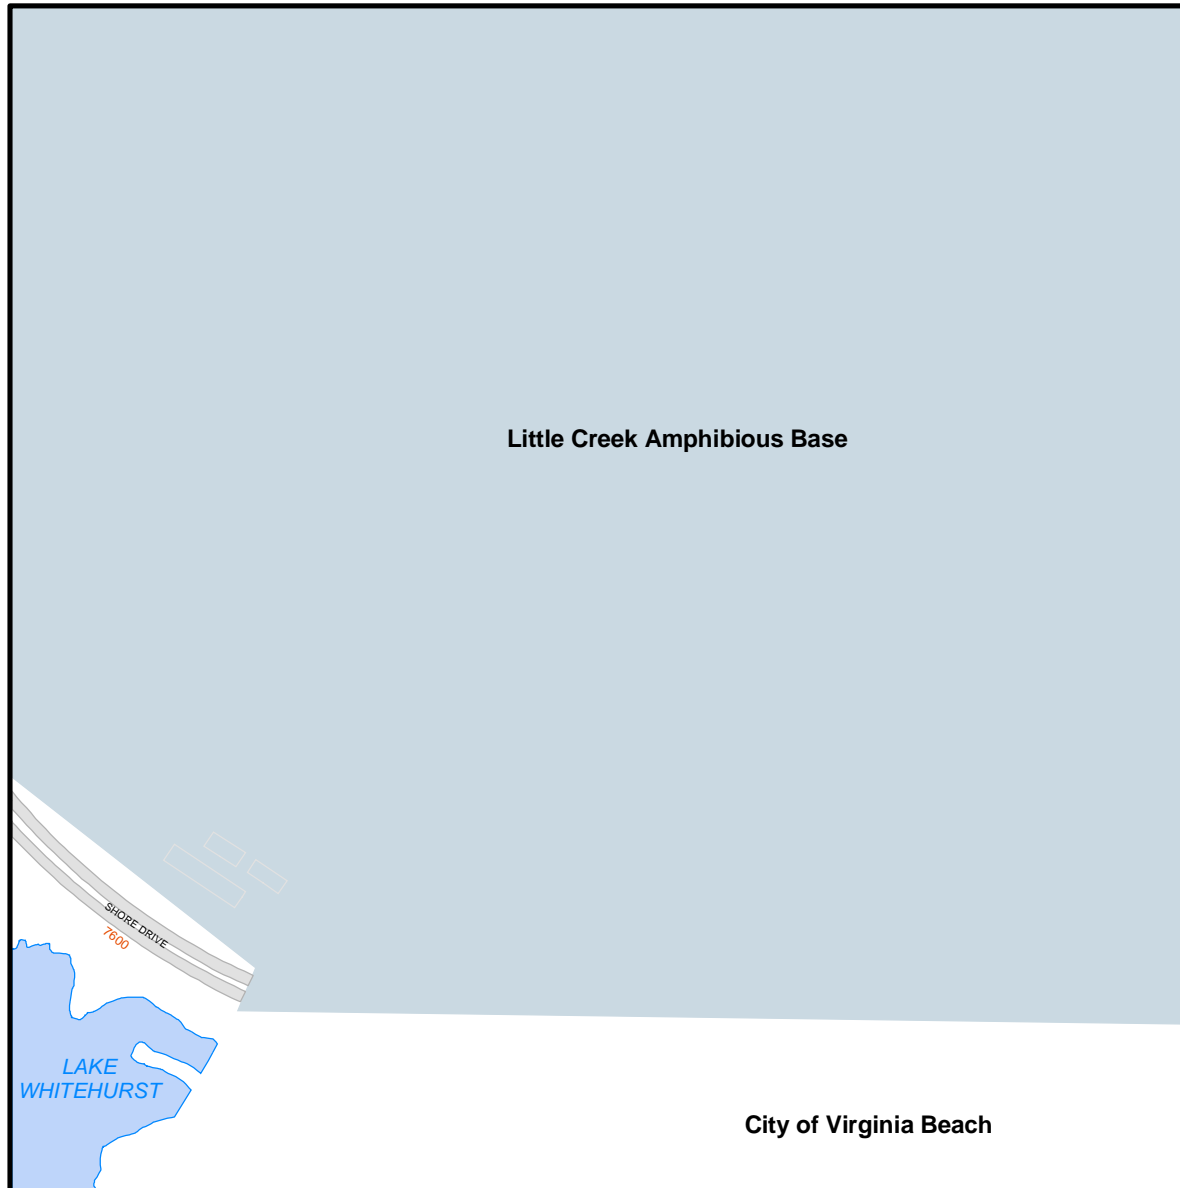 Little Creek Amphibious Base
SHORE DRIVE
7600
LAKE
WHITEHURST
City of Virginia Beach